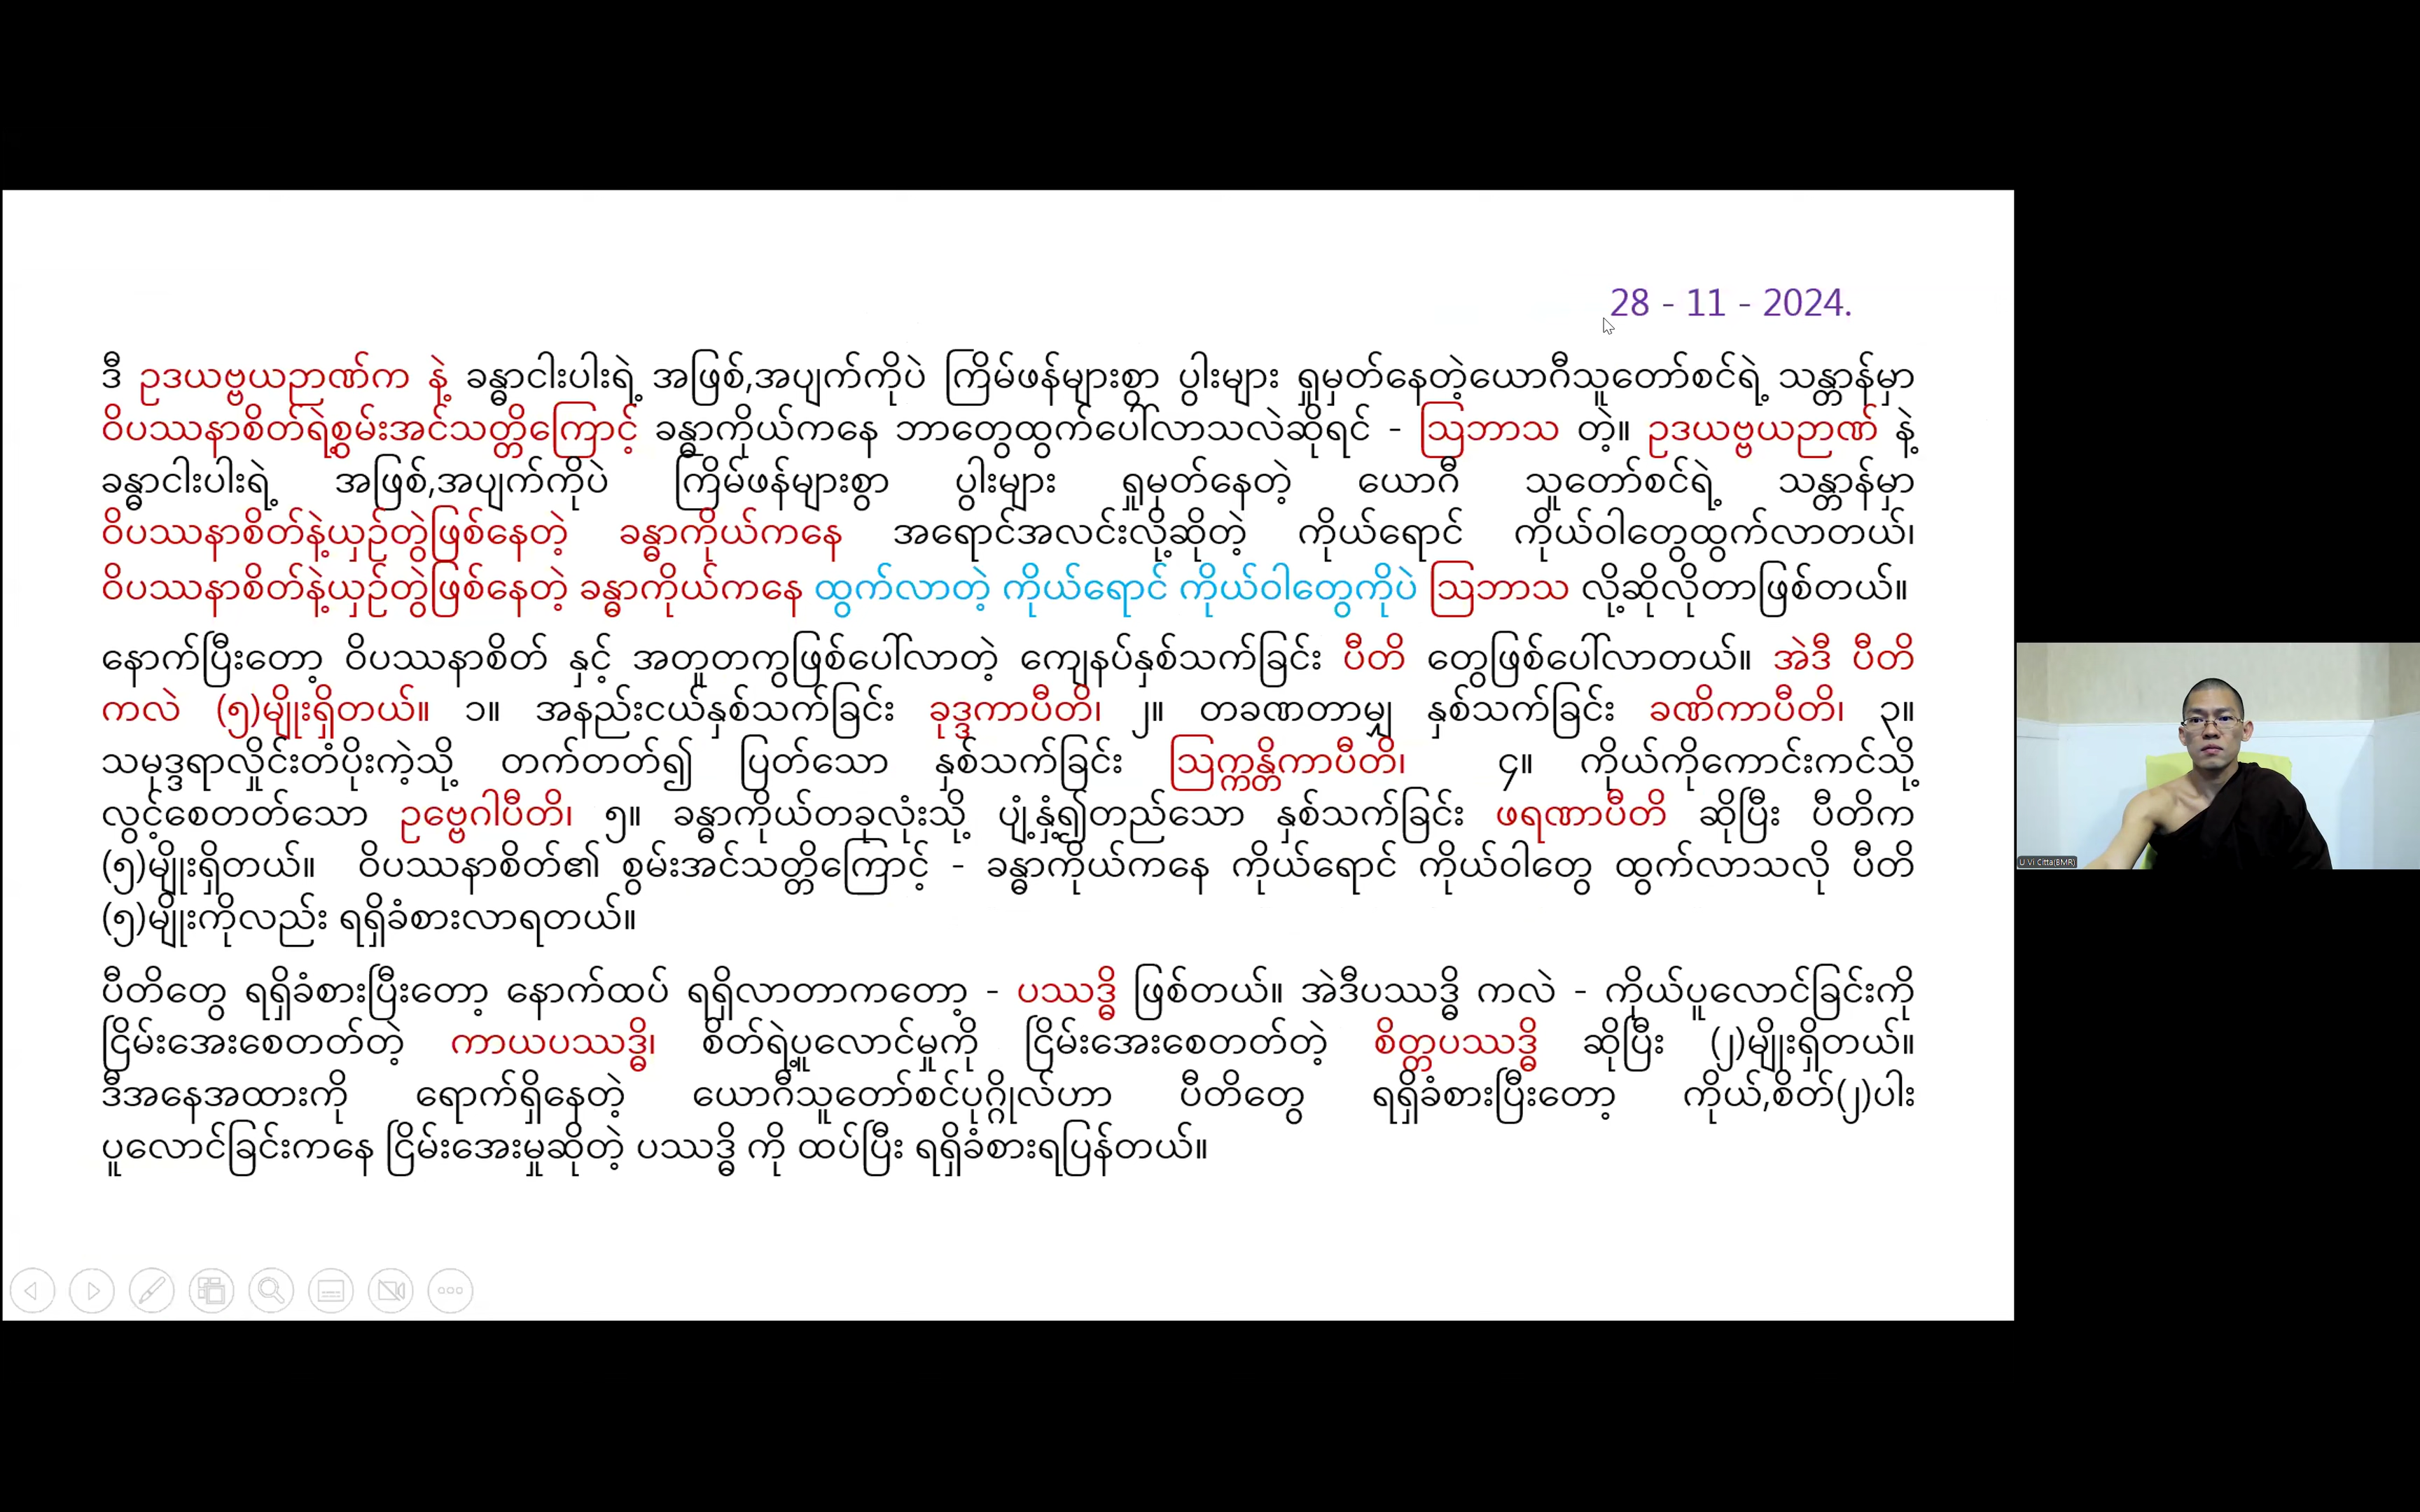 28 - 11 - 2024.
ဒီ ဥဒယဗ္ဗယဉာဏ်က နဲ့ ခန္ဓာငါးပါးရဲ့ အဖြစ်,အပျက်ကိုပဲ ကြိမ်ဖန်များစွာ ပွါးများ ရှုမှတ်နေတဲ့ယောဂီသူတော်စင်ရဲ့ သန္တာန်မှာ
ဝိပဿနာစိတ်ရဲ့စွမ်းအင်သတ္တိကြောင့် ခန္ဓာကိုယ်ကနေ ဘာတွေထွက်ပေါ်လာသလဲဆိုရင် - ဩဘာသ တဲ့။ ဥဒယဗ္ဗယဉာဏ် နဲ့
ခန္ဓာငါးပါးရဲ့ အဖြစ်,အပျက်ကိုပဲ ကြိမ်ဖန်များစွာ ပွါးများ ရှုမှတ်နေတဲ့ ယောဂီ သူတော်စင်ရဲ့ သန္တာန်မှာ
ဝိပဿနာစိတ်နဲ့ယှဉ်တွဲဖြစ်နေတဲ့ ခန္ဓာကိုယ်ကနေ အရောင်အလင်းလို့ဆိုတဲ့ ကိုယ်ရောင် ကိုယ်ဝါတွေထွက်လာတယ်၊
ဝိပဿနာစိတ်နဲ့ယှဉ်တွဲဖြစ်နေတဲ့ ခန္ဓာကိုယ်ကနေ ထွက်လာတဲ့ ကိုယ်ရောင် ကိုယ်ဝါတွေကိုပဲ ဩဘာသ လို့ဆိုလိုတာဖြစ်တယ်။
နောက်ပြီးတော့ ဝိပဿနာစိတ် နှင့် အတူတကွဖြစ်ပေါ်လာတဲ့ ကျေနပ်နှစ်သက်ခြင်း ပီတိ တွေဖြစ်ပေါ်လာတယ်။ အဲဒီ ပီတိ
ကလဲ (၅)မျိုးရှိတယ်။ ၁။ အနည်းငယ်နှစ်သက်ခြင်း ခုဒ္ဒကာပီတိ၊ ၂။ တခဏတာမျှ နှစ်သက်ခြင်း ခဏိကာပီတိ၊ ၃။
သမုဒ္ဒရာလှိုင်းတံပိုးကဲ့သို့ တက်တတ်၍ ပြတ်သော နှစ်သက်ခြင်း ဩက္ကန္တိကာပီတိ၊ ၄။ ကိုယ်ကိုကောင်းကင်သို့
လွင့်စေတတ်သော ဥဗ္ဗေဂါပီတိ၊ ၅။ ခန္ဓာကိုယ်တခုလုံးသို့ ပျံ့နှံ့၍တည်သော နှစ်သက်ခြင်း ဖရဏာပီတိ ဆိုပြီး ပီတိက
(၅)မျိုးရှိတယ်။ ဝိပဿနာစိတ်၏ စွမ်းအင်သတ္တိကြောင့် - ခန္ဓာကိုယ်ကနေ ကိုယ်ရောင် ကိုယ်ဝါတွေ ထွက်လာသလို ပီတိ
(၅)မျိုးကိုလည်း ရရှိခံစားလာရတယ်။
ပီတိတွေ ရရှိခံစားပြီးတော့ နောက်ထပ် ရရှိလာတာကတော့ - ပဿဒ္ဓိ ဖြစ်တယ်။ အဲဒီပဿဒ္ဓိ ကလဲ - ကိုယ်ပူလောင်ခြင်းကို
ငြိမ်းအေးစေတတ်တဲ့ ကာယပဿဒ္ဓိ၊ စိတ်ရဲ့ပူလောင်မှုကို ငြိမ်းအေးစေတတ်တဲ့ စိတ္တပဿဒ္ဓိ ဆိုပြီး (၂)မျိုးရှိတယ်။
ဒီအနေအထားကို ရောက်ရှိနေတဲ့ ယောဂီသူတော်စင်ပုဂ္ဂိုလ်ဟာ ပီတိတွေ ရရှိခံစားပြီးတော့ ကိုယ်,စိတ်(၂)ပါး
ပူလောင်ခြင်းကနေ ငြိမ်းအေးမှုဆိုတဲ့ ပဿဒ္ဓိ ကို ထပ်ပြီး ရရှိခံစားရပြန်တယ်။
U Vi Citta(BMR)